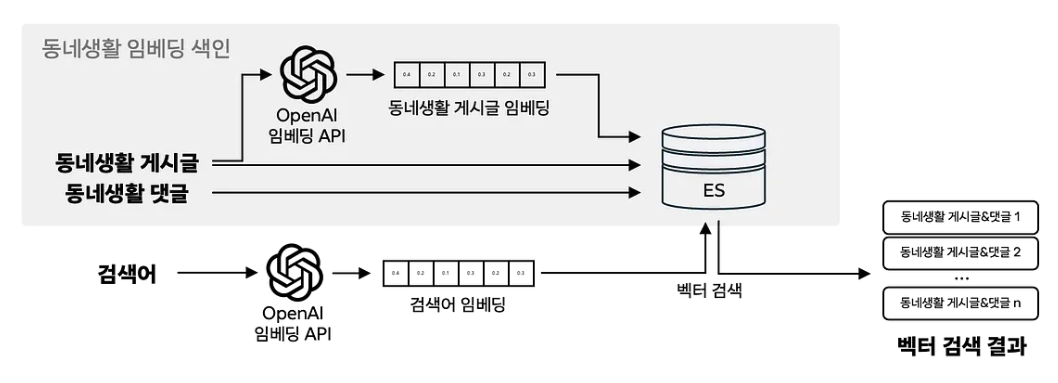 동네생활 임베딩 색인
OpenAI
임베딩 API
0.4 0.2 0.1 0.3 0.2 0.3
동네생활 게시글 임베딩
동네생활 게시글
동네생활 댓글
ES
검색어
OpenAI
임베딩 API
0.4 0.2 0.1 0.3 0.2 0.3
검색어 임베딩
벡터 검색
동네생활 게시글&댓글 1
동네생활 게시글&댓글 2
...
동네생활 게시글&댓글 n
벡터 검색 결과